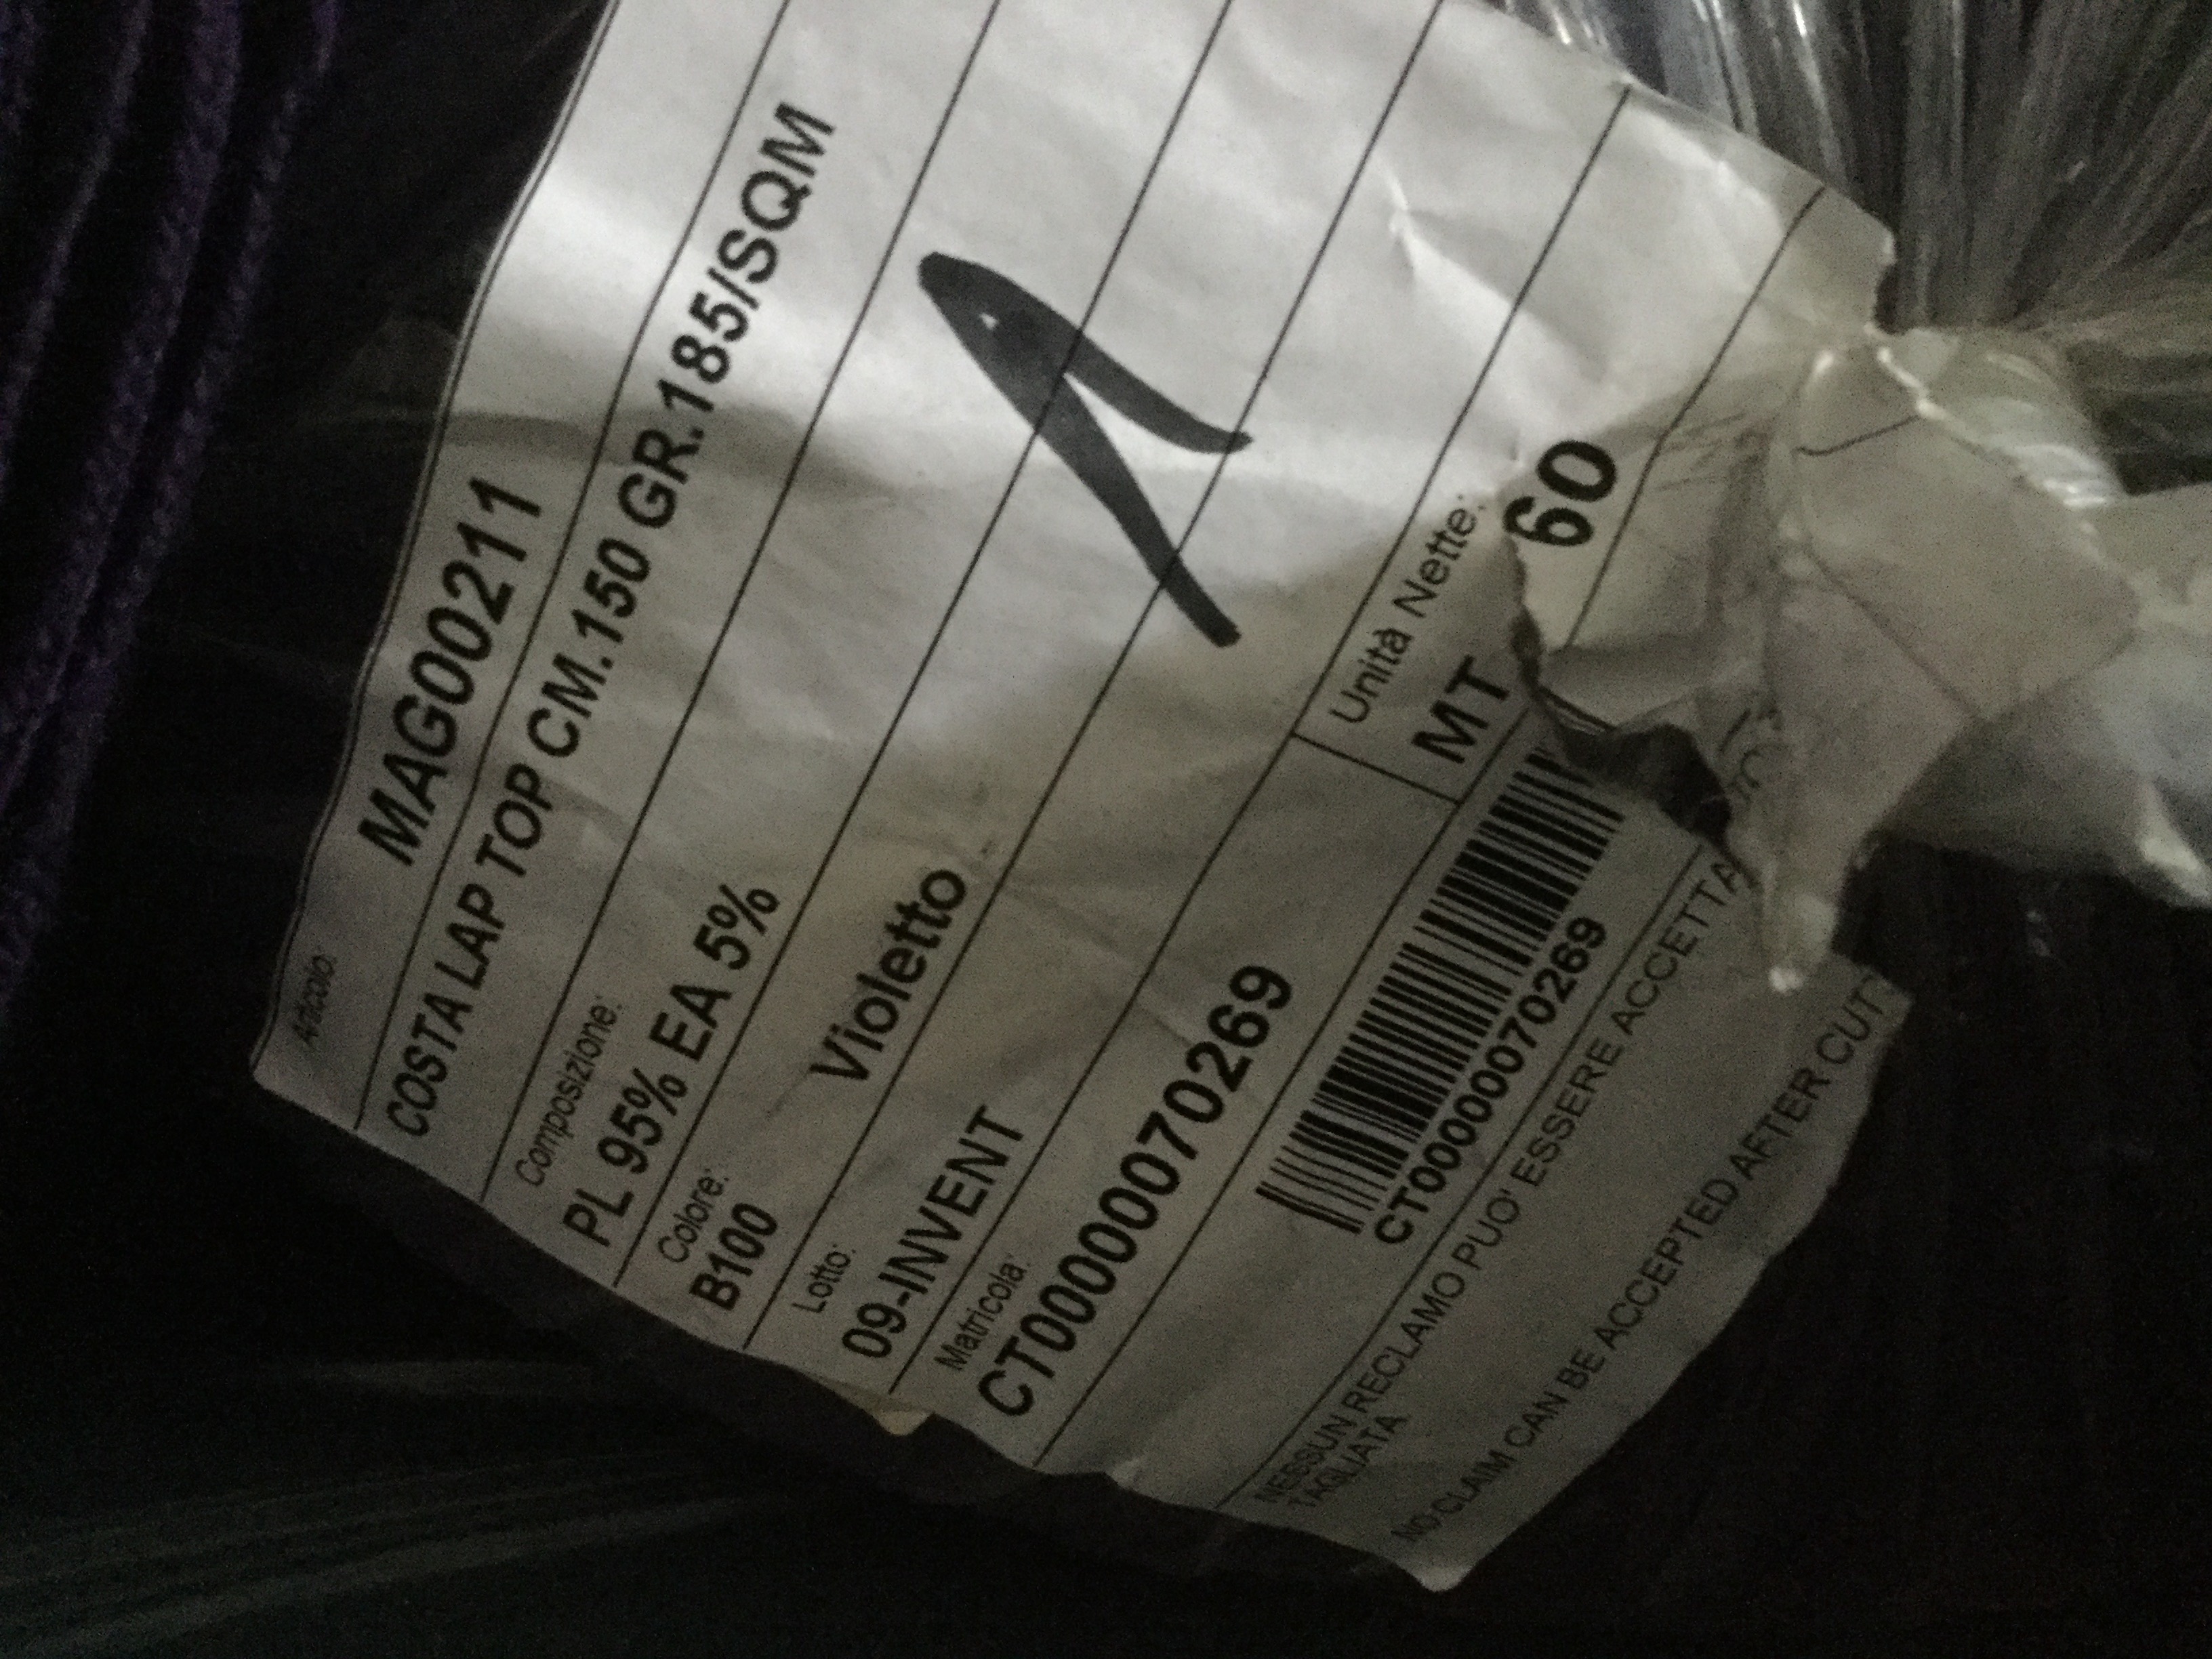 Articolo:
MAG00211
COSTA LAP TOP CM.150 GR.185/SQM
Composizione:
PL 95% EA 5%
Colore:
B100 Violetto
1
Lotto:
09-INVENT
Matricola:
CT0000070269
Unità Nette:
MT 60
CT0000070269
NESSUN RECLAMO PUO' ESSERE ACCETTA
TAGLIATA
NO CLAIM CAN BE ACCEPTED AFTER CUT